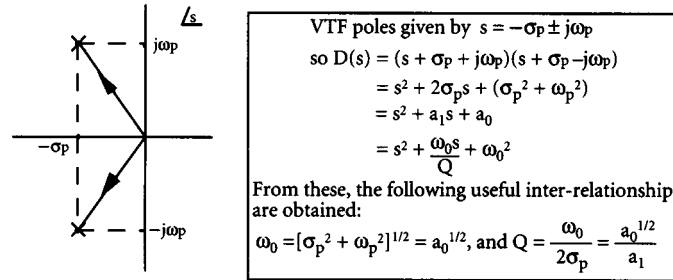 s
jωp
−σp
−jωp
VTF poles given by s = −σp ± jωp
so D(s) = (s + σp + jωp)(s + σp−jωp)
= s² + 2σps + (σp² + ωp²)
= s² + a₁s + a₀
= s² + ω₀s/Q + ω₀²
From these, the following useful inter-relationship
are obtained:
ω₀ =[σp² + ωp²]^1/2 = a₀^1/2, and Q = ω₀/2σp = a₀^1/2/a₁